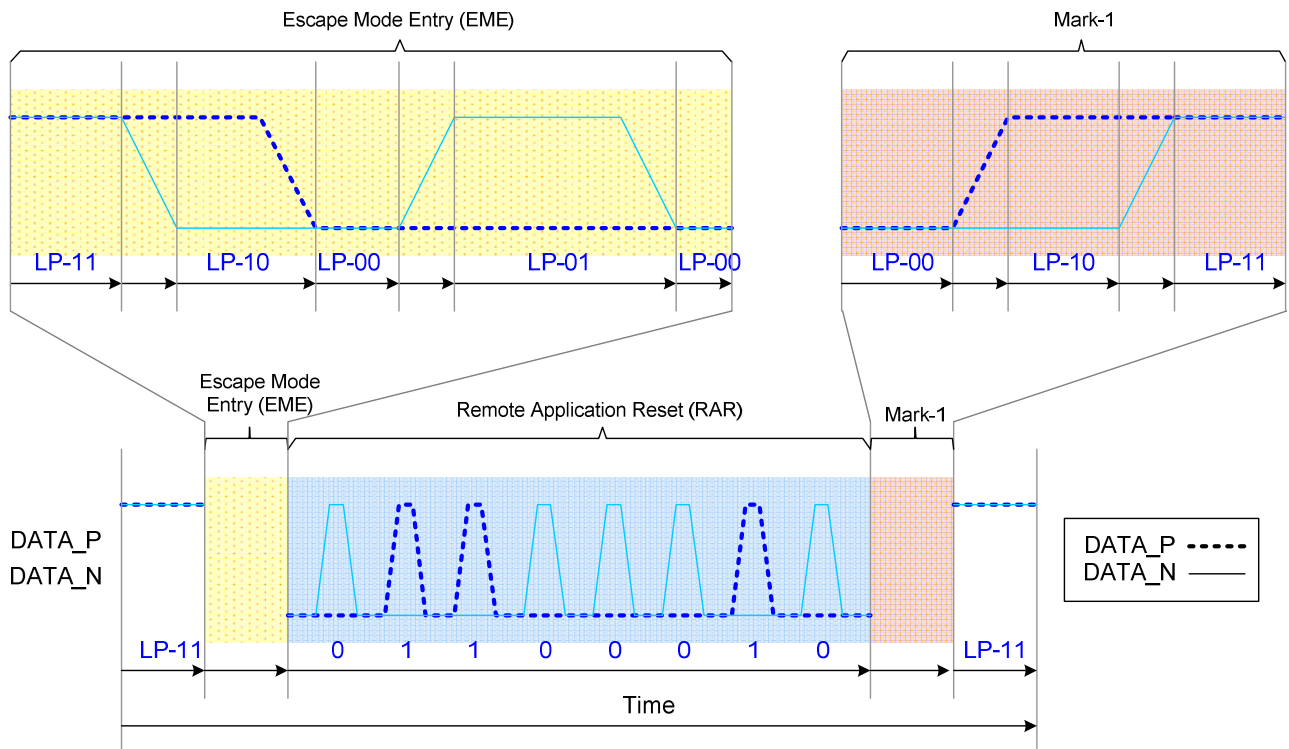 Escape Mode Entry (EME)
Mark-1
LP-11 LP-10 LP-00 LP-01 LP-00
LP-00 LP-10 LP-11
Escape Mode
Entry (EME)
Remote Application Reset (RAR)
Mark-1
DATA_P
DATA_N
LP-11 0 1 1 0 0 0 1 0 LP-11
Time
DATA_P
DATA_N